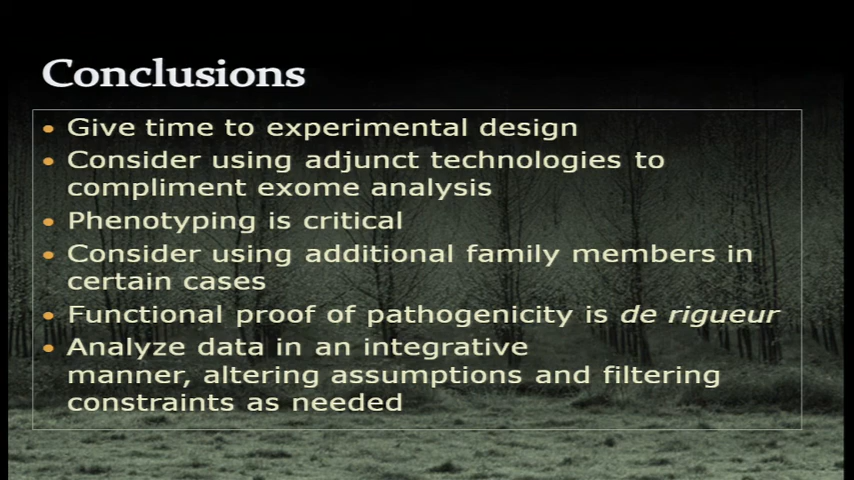 Conclusions
• Give time to experimental design
• Consider using adjunct technologies to
compliment exome analysis
• Phenotyping is critical
• Consider using additional family members in
certain cases
• Functional proof of pathogenicity is de rigueur
• Analyze data in an integrative
manner, altering assumptions and filtering
constraints as needed